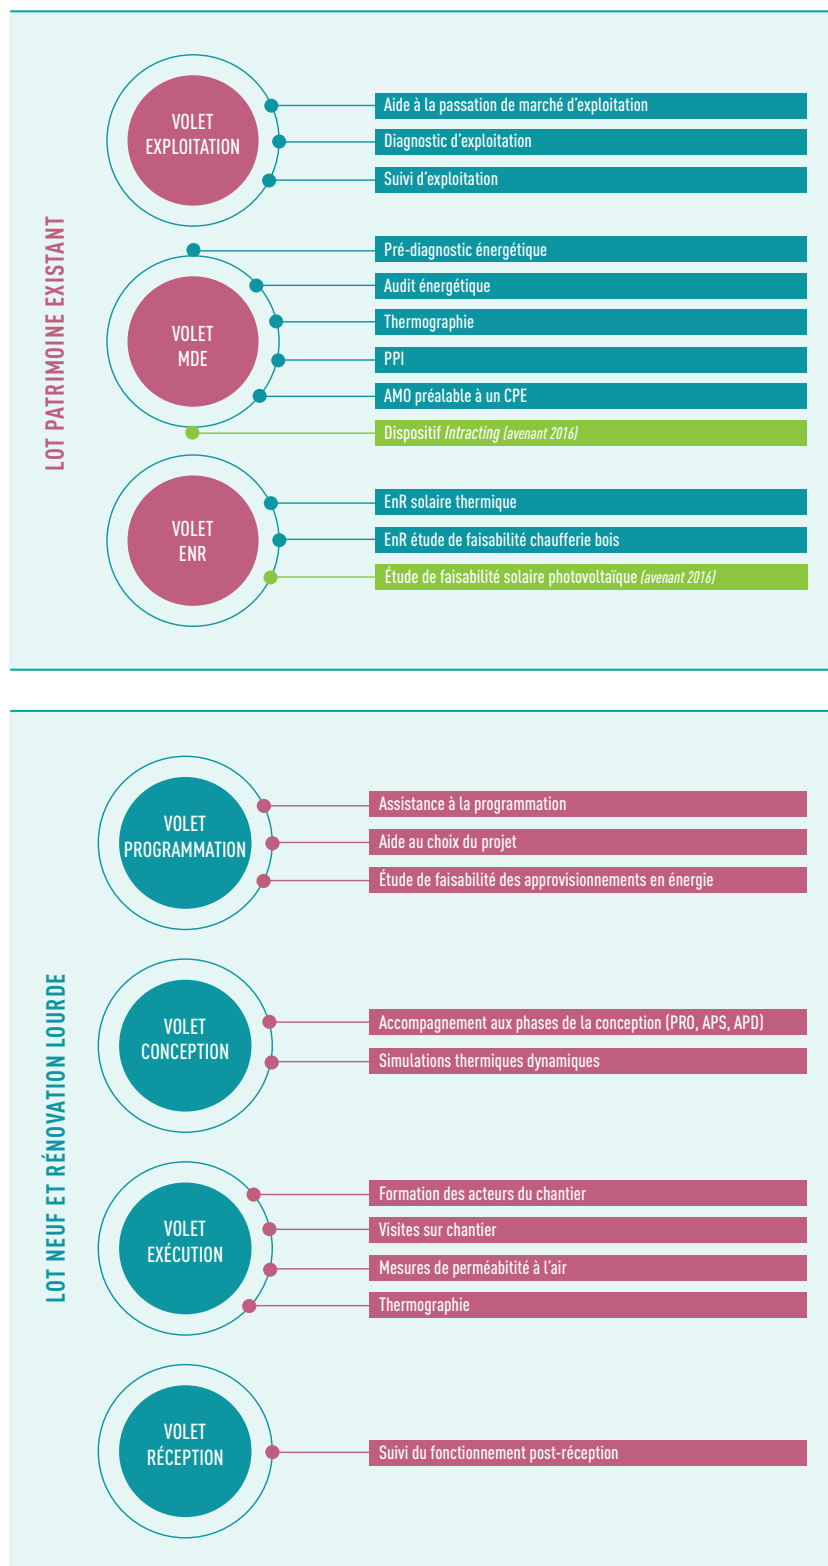 LOT PATRIMOINE EXISTANT
VOLET
EXPLOITATION
Aide à la passation de marché d'exploitation
Diagnostic d'exploitation
Suivi d'exploitation
VOLET
MDE
Pré-diagnostic énergétique
Audit énergétique
Thermographie
PPI
AMO préalable à un CPE
Dispositif Intracting (avenant 2016)
VOLET
ENR
EnR solaire thermique
EnR étude de faisabilité chaufferie bois
Étude de faisabilité solaire photovoltaïque (avenant 2016)
LOT NEUF ET RÉNOVATION LOURDE
VOLET
PROGRAMMATION
Assistance à la programmation
Aide au choix du projet
Étude de faisabilité des approvisionnements en énergie
VOLET
CONCEPTION
Accompagnement aux phases de la conception (PRO, APS, APD)
Simulations thermiques dynamiques
VOLET
EXÉCUTION
Formation des acteurs du chantier
Visites sur chantier
Mesures de perméabitité à l'air
Thermographie
VOLET
RÉCEPTION
Suivi du fonctionnement post-réception